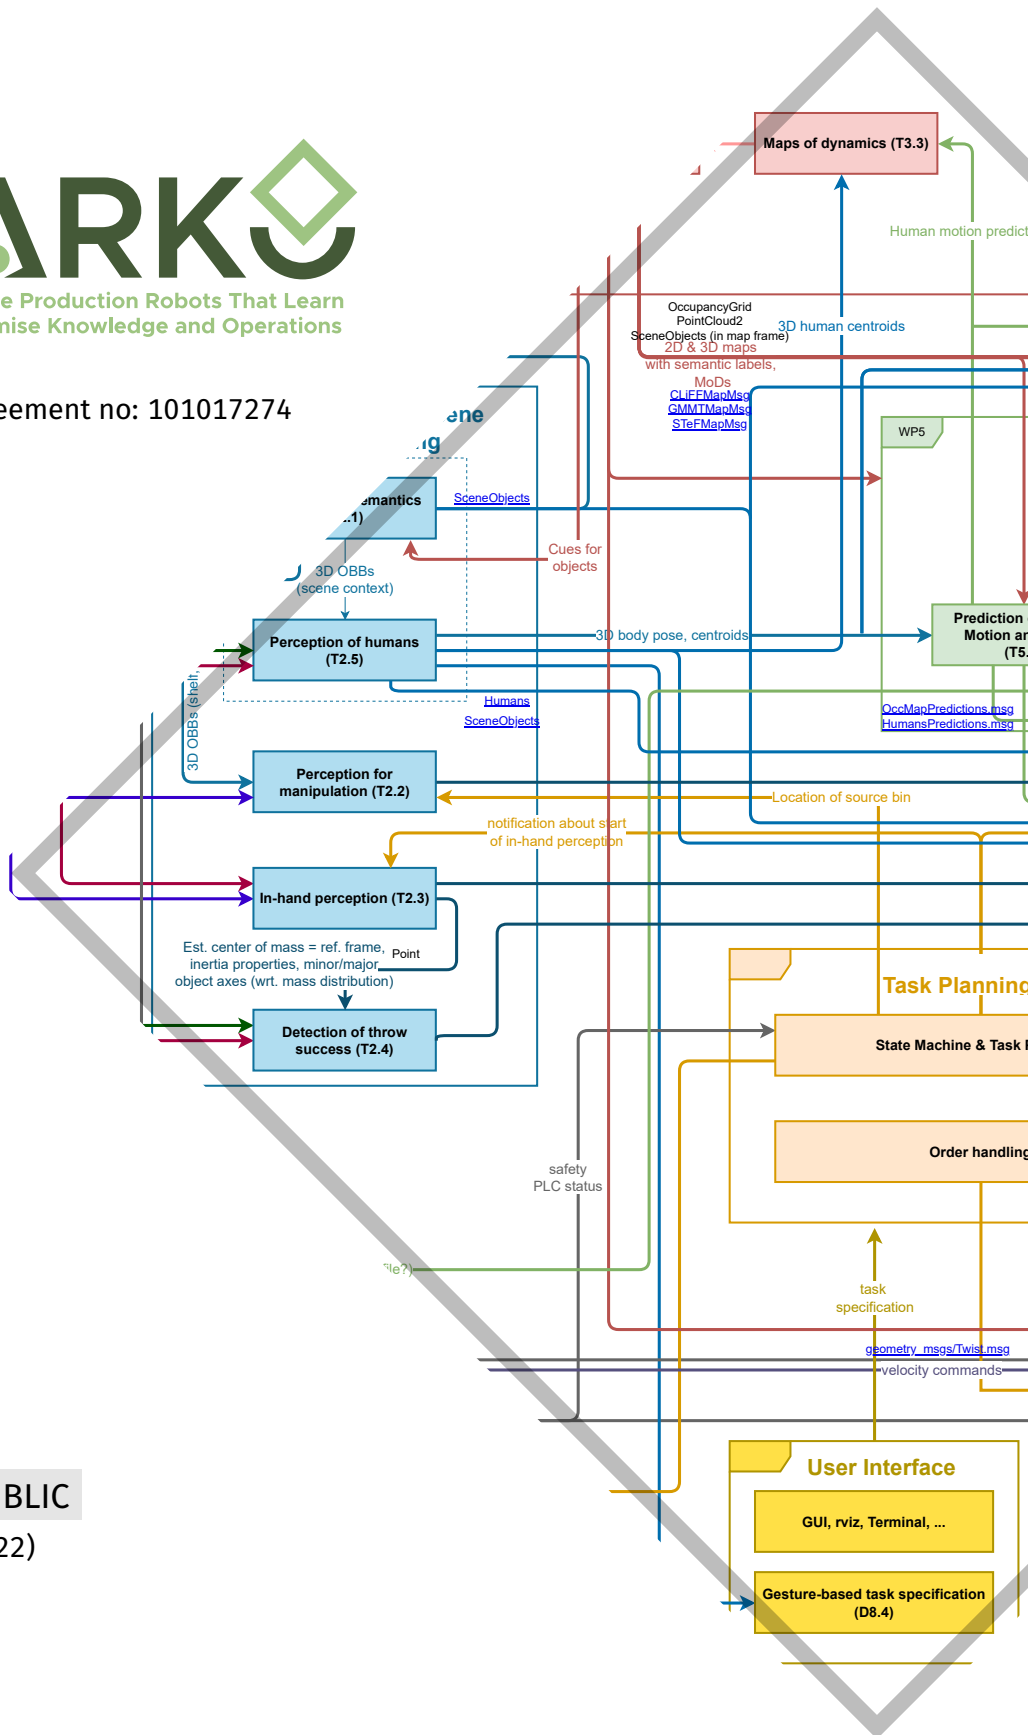 ARKO
e Production Robots That Learn
mise Knowledge and Operations
eement no: 101017274
BLIC
22)
Maps of dynamics (T3.3)
Human motion predict
OccupancyGrid
PointCloud2
SceneObjects (in map frame)
3D human centroids
2D & 3D maps
with semantic labels,
MoDs
CLiFFMapMsg
GMMTMapMsg
STeFMapMsg
WP5
ene
ng
emantics
.1)
SceneObjects
Cues for
objects
3D OBBs
(scene context)
Perception of humans
(T2.5)
3D body pose, centroids
Prediction
Motion an
(T5.
3D OBBs (shelf,
Humans
SceneObjects
OccMapPredictions.msg
HumansPredictions.msg
Perception for
manipulation (T2.2)
Location of source bin
notification about start
of in-hand perception
In-hand perception (T2.3)
Est. center of mass = ref. frame,
inertia properties, minor/major
object axes (wrt. mass distribution)
Point
Detection of throw
success (T2.4)
Task Planning
State Machine & Task
Order handling
safety
PLC status
file?)
task
specification
geometry_msgs/Twist.msg
velocity commands
User Interface
GUI, rviz, Terminal, ...
Gesture-based task specification
(D8.4)